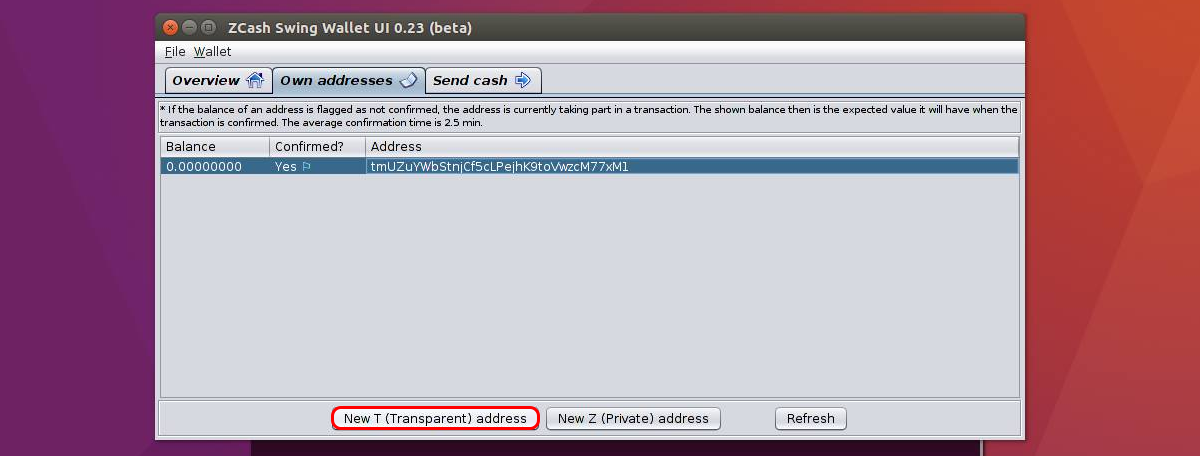 ZCash Swing Wallet UI 0.23 (beta)
File Wallet
Overview Own addresses Send cash
* If the balance of an address is flagged as not confirmed, the address is currently taking part in a transaction. The shown balance then is the expected value it will have when the
transaction is confirmed. The average confirmation time is 2.5 min.
Balance Confirmed? Address
0.00000000 Yes tmUZuYWbStnjCf5cLPejhK9toVwzcM77xM1
New T (Transparent) address New Z (Private) address Refresh